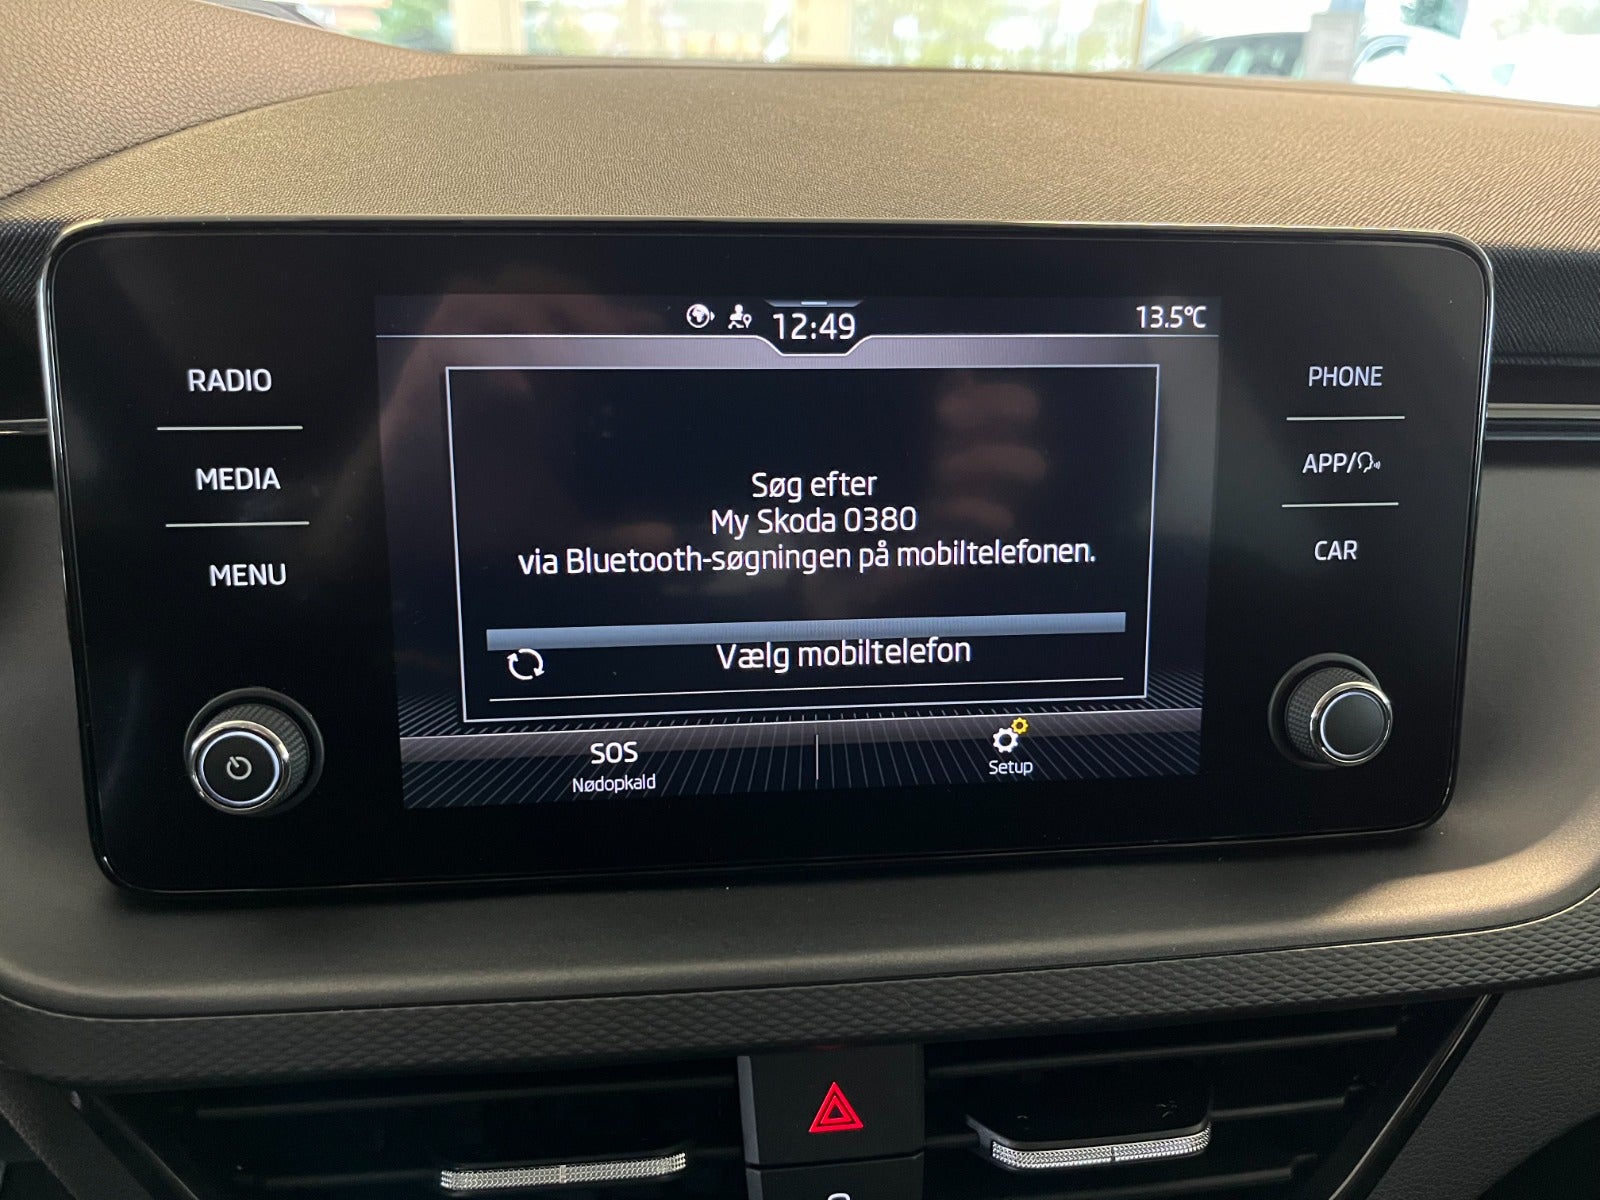 12:49
13.5°C
RADIO
MEDIA
MENU
Søg efter
My Skoda 0380
via Bluetooth-søgningen på mobiltelefonen.
Vælg mobiltelefon
SOS
Nødopkald
Setup
PHONE
APP/
CAR